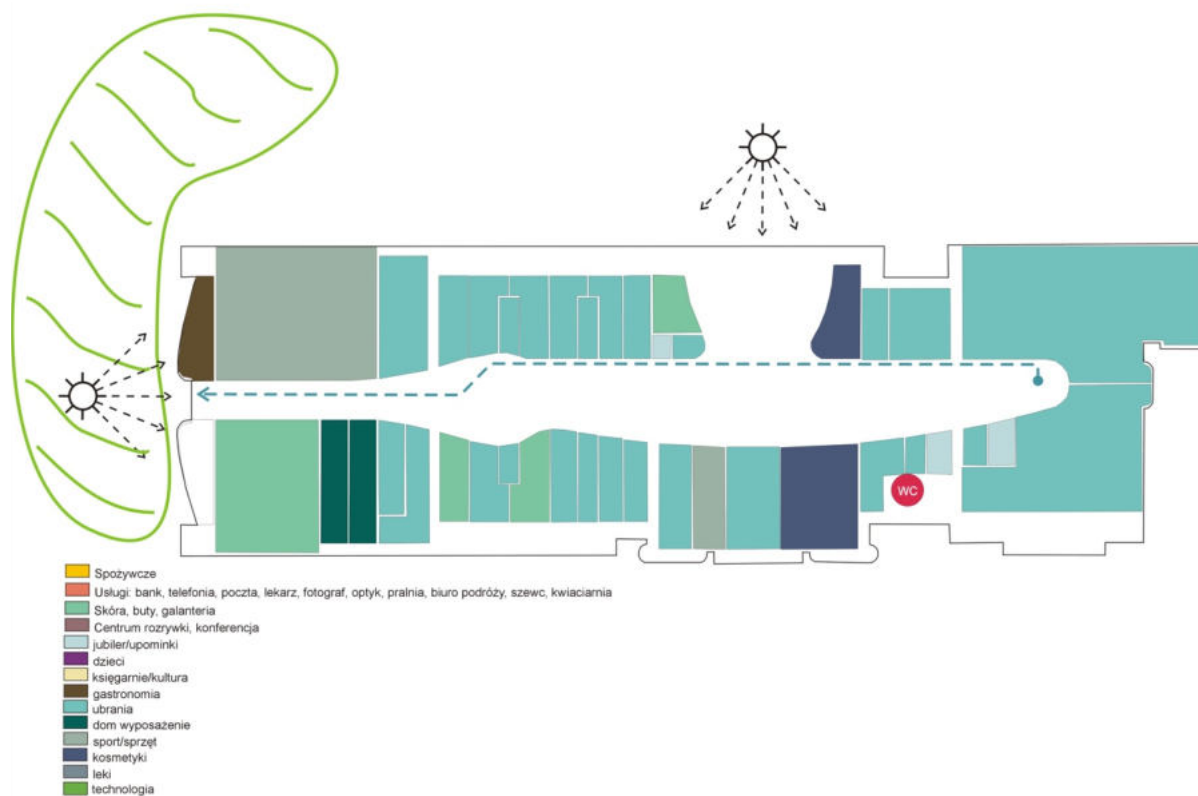 WC
Spożywcze
Usługi: bank, telefonia, poczta, lekarz, fotograf, optyk, pralnia, biuro podróży, szewc, kwiaciarnia
Skóra, buty, galanteria
Centrum rozrywki, konferencja
jubiler/upominki
dzieci
księgarnie/kultura
gastronomia
ubrania
dom wyposażenie
sport/sprzęt
kosmetyki
leki
technologia